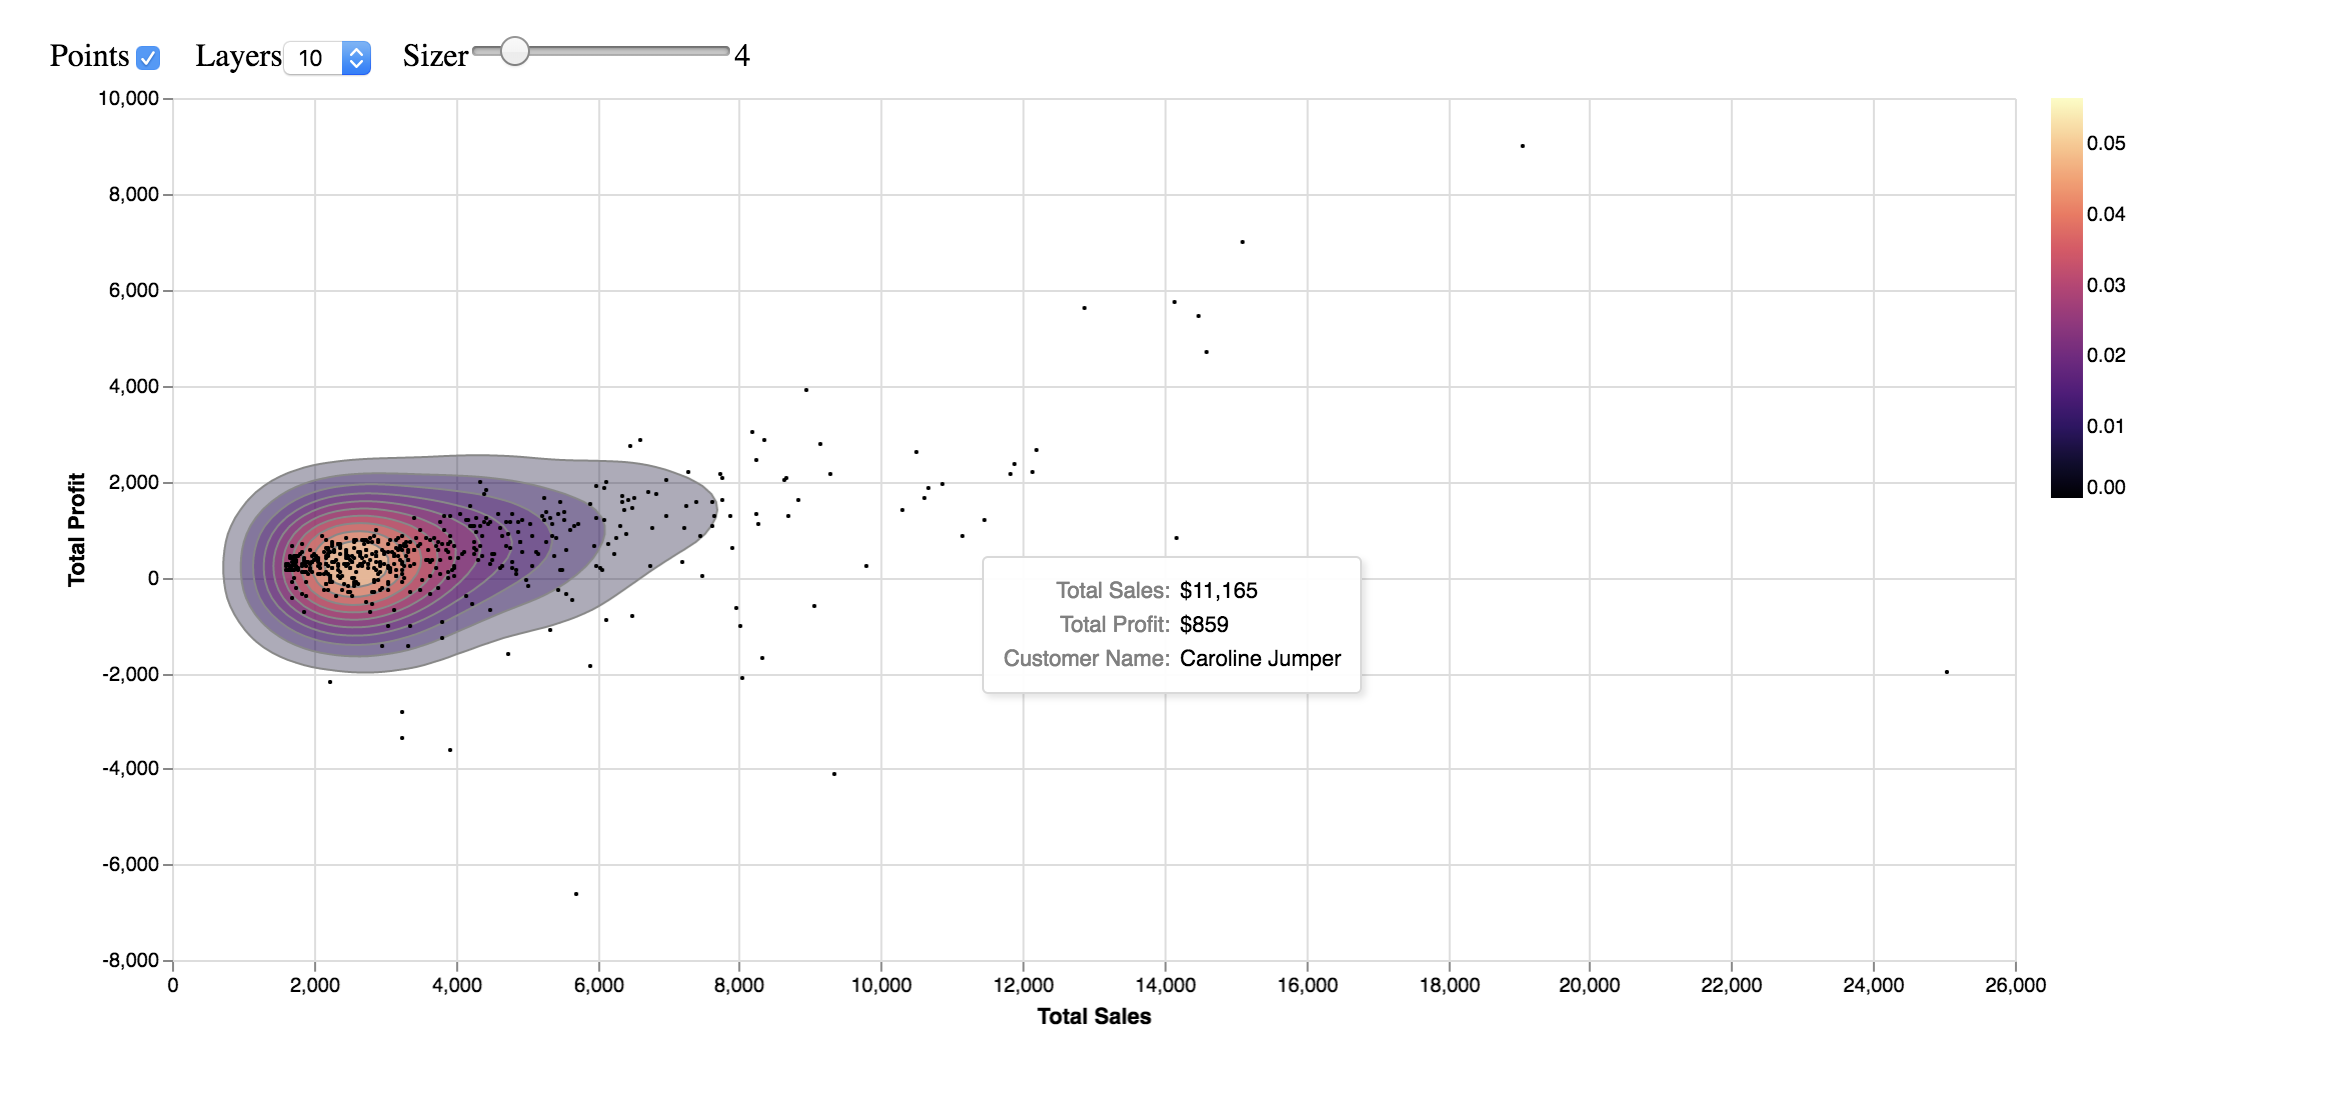 Points Layers 10 Sizer 4
10,000
8,000
6,000
4,000
2,000
0
-2,000
-4,000
-6,000
-8,000
Total Profit
0 2,000 4,000 6,000 8,000 10,000 12,000 14,000 16,000 18,000 20,000 22,000 24,000 26,000
Total Sales
Total Sales: $11,165
Total Profit: $859
Customer Name: Caroline Jumper
0.05
0.04
0.03
0.02
0.01
0.00